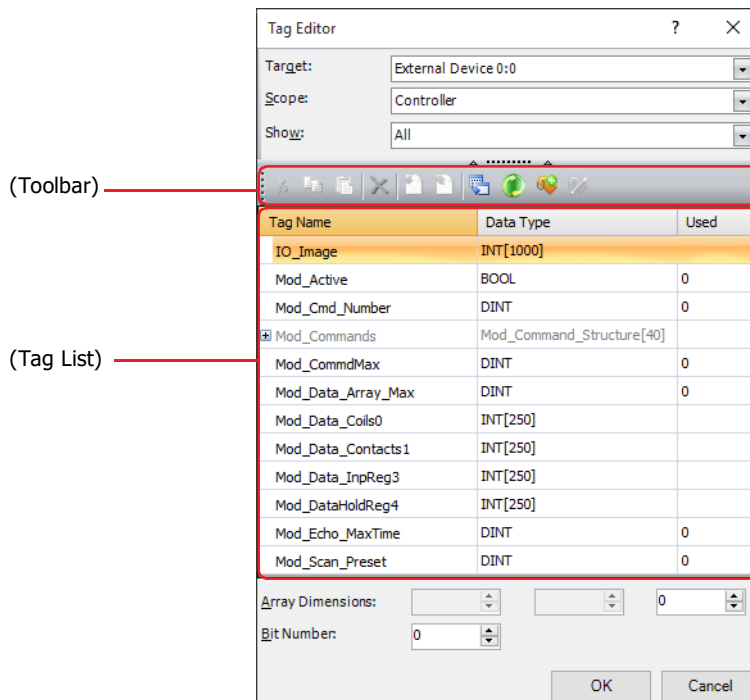 Tag Editor ? X
Target: External Device 0:0
Scope: Controller
Show: All
(Toolbar)
Tag Name Data Type Used
IO_Image INT[1000]
Mod_Active BOOL 0
Mod_Cmd_Number DINT 0
Mod_Commands Mod_Command_Structure[40]
(Tag List)
Mod_CommdMax DINT 0
Mod_Data_Array_Max DINT 0
Mod_Data_Coils0 INT[250]
Mod_Data_Contacts1 INT[250]
Mod_Data_InpReg3 INT[250]
Mod_DataHoldReg4 INT[250]
Mod_Echo_MaxTime DINT 0
Mod_Scan_Preset DINT 0
Array Dimensions: 0
Bit Number: 0
OK Cancel